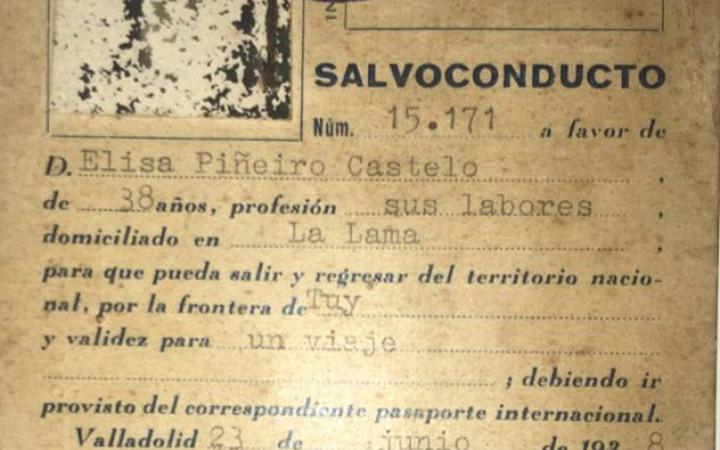 SALVOCONDUCTO
Núm. 15.171 a favor de
D. Elisa Piñeiro Castelo ,
de 38 años, profesión sus labores ,
domiciliado en La Lama ,
para que pueda salir y regresar del territorio nacio-
nal, por la frontera de Tuy
y validez para un viaje
; debiendo ir
provisto del correspondiente pasaporte internacional.
Valladolid 23 de junio de 193 8